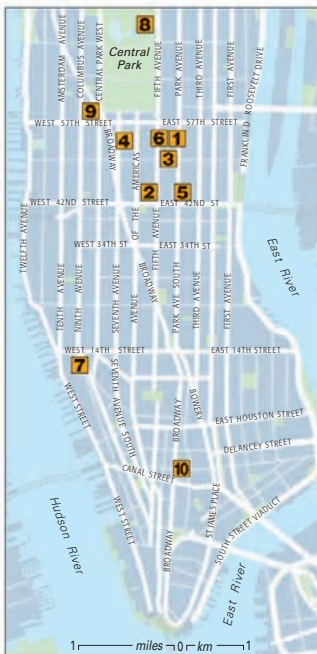 8
Central
Park
AMSTERDAM AVENUE
COLUMBUS AVENUE
CENTRAL PARK WEST
FIFTH AVENUE
PARK AVENUE
THIRD AVENUE
FIRST AVENUE
FRANKLIN D ROOSEVELT DRIVE
9
WEST 57TH STREET
EAST 57TH STREET
BROADWAY
4
6
1
3
AVENUE OF THE AMERICAS
2
5
WEST 42ND STREET
EAST 42ND ST
TWELFTH AVENUE
WEST 34TH ST
EAST 34TH ST
FIFTH AVENUE
BROADWAY
East River
TENTH AVENUE
NINTH AVENUE
SEVENTH AVENUE
PARK AVE SOUTH
THIRD AVENUE
FIRST AVENUE
WEST 14TH STREET
EAST 14TH STREET
7
WEST STREET
SEVENTH AVENUE SOUTH
BROADWAY
BOWERY
EAST HOUSTON STREET
DELANCEY STREET
CANAL STREET
10
Hudson River
WEST STREET
BROADWAY
ST JAMES PLACE
SOUTH STREET VIADUCT
East River
1 miles 0 km 1